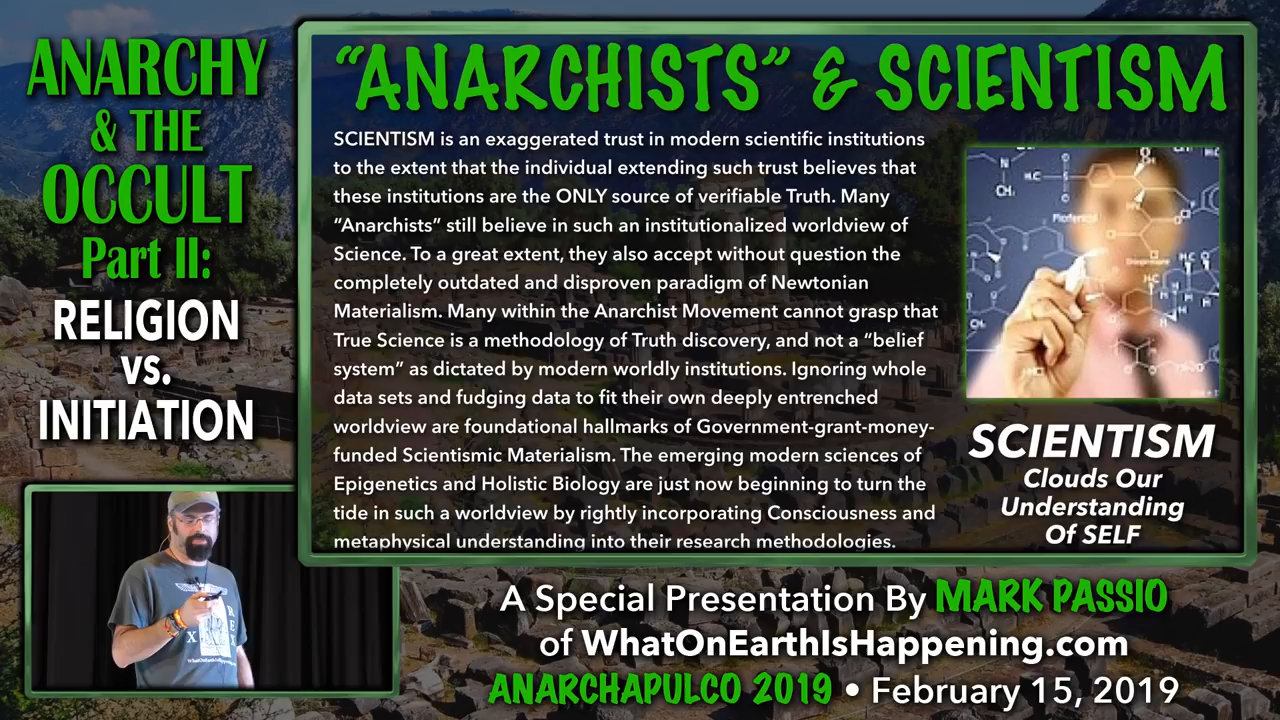 ANARCHY
& THE
OCCULT
Part II:
RELIGION
vs.
INITIATION
“ANARCHISTS” & SCIENTISM
SCIENTISM is an exaggerated trust in modern scientific institutions
to the extent that the individual extending such trust believes that
these institutions are the ONLY source of verifiable Truth. Many
“Anarchists” still believe in such an institutionalized worldview of
Science. To a great extent, they also accept without question the
completely outdated and disproven paradigm of Newtonian
Materialism. Many within the Anarchist Movement cannot grasp that
True Science is a methodology of Truth discovery, and not a “belief
system” as dictated by modern worldly institutions. Ignoring whole
data sets and fudging data to fit their own deeply entrenched
worldview are foundational hallmarks of Government-grant-money-
funded Scientismic Materialism. The emerging modern sciences of
Epigenetics and Holistic Biology are just now beginning to turn the
tide in such a worldview by rightly incorporating Consciousness and
metaphysical understanding into their research methodologies.
SCIENTISM
Clouds Our
Understanding
Of SELF
A Special Presentation By MARK PASSIO
of WhatOnEarthIsHappening.com
ANARCHAPULCO 2019 • February 15, 2019